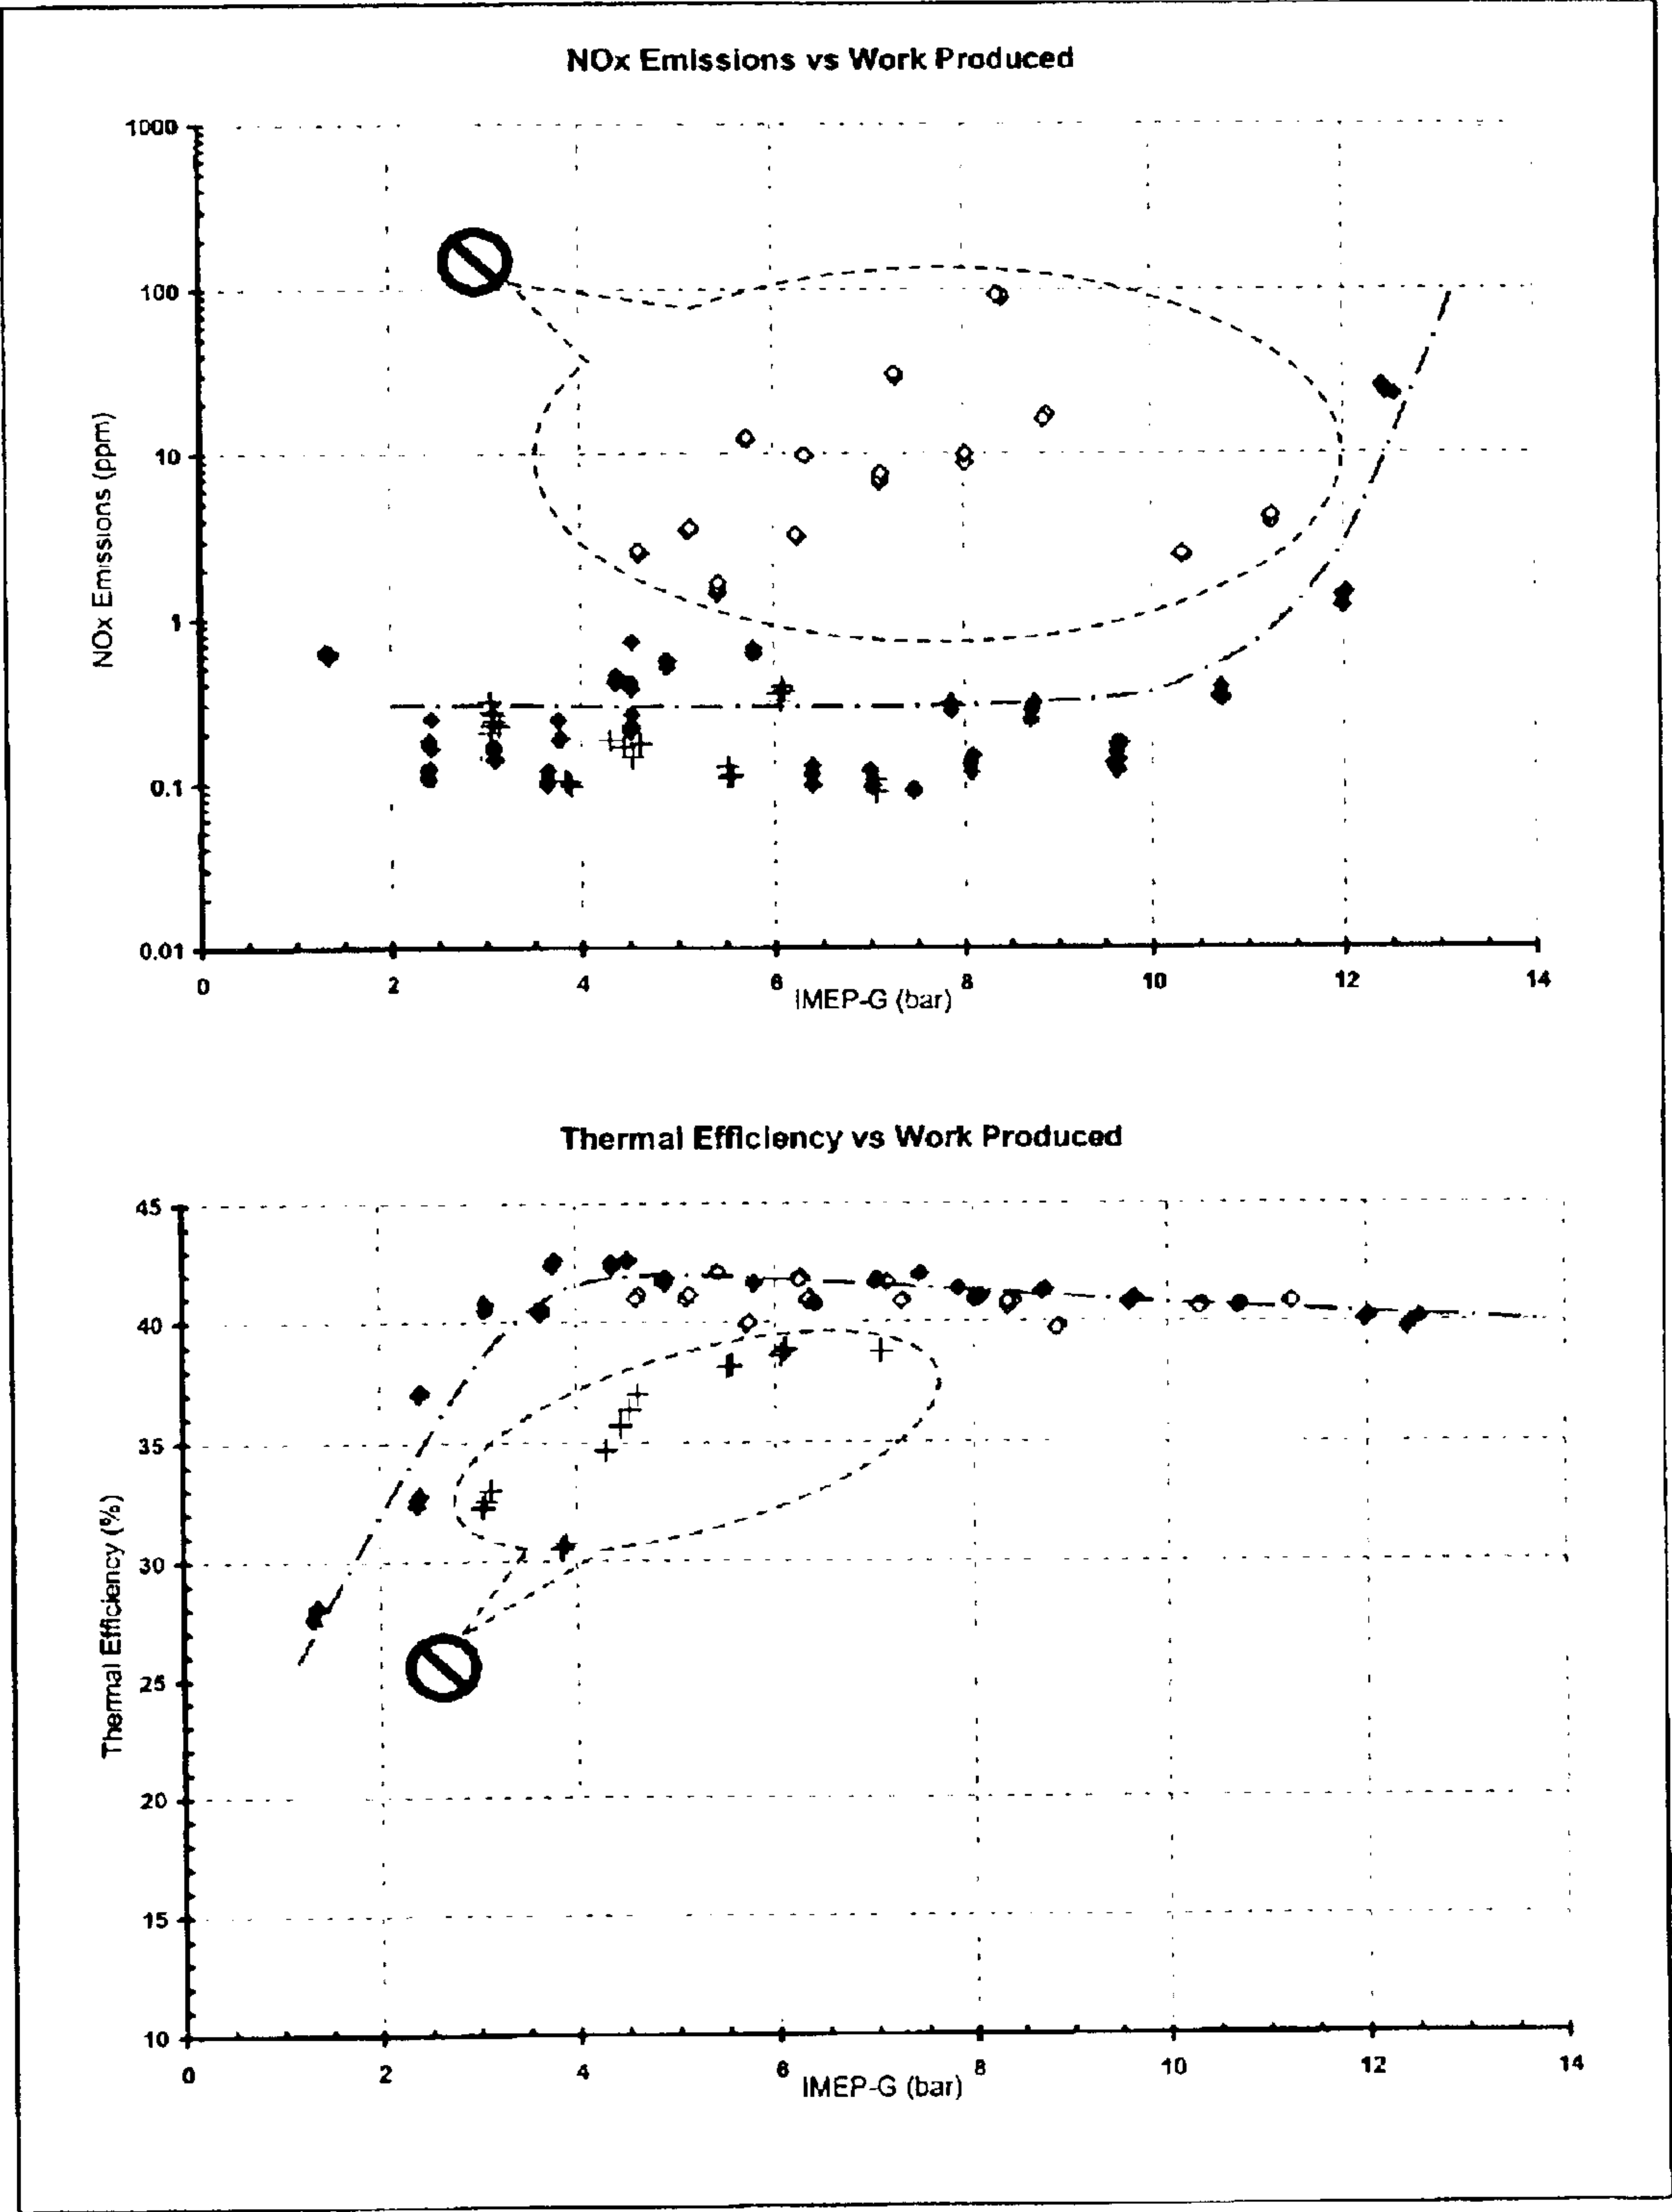 NOx Emissions vs Work Produced
1000
100
10
1
0.1
0.01
NOx Emissions (ppm)
0 2 4 6 8 10 12 14
IMEP-G (bar)
Thermal Efficiency vs Work Produced
45
40
35
30
25
20
15
10
Thermal Efficiency (%)
0 2 4 6 8 10 12 14
IMEP-G (bar)